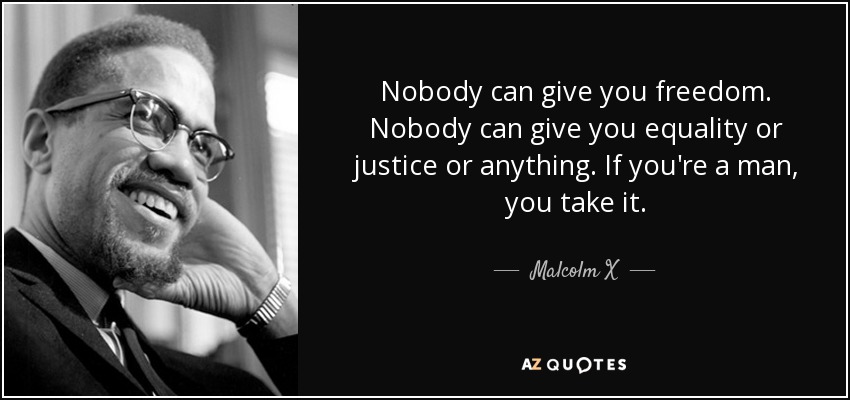 Nobody can give you freedom.
Nobody can give you equality or
justice or anything. If you're a man,
you take it.
Malcolm X
AZ QUOTES